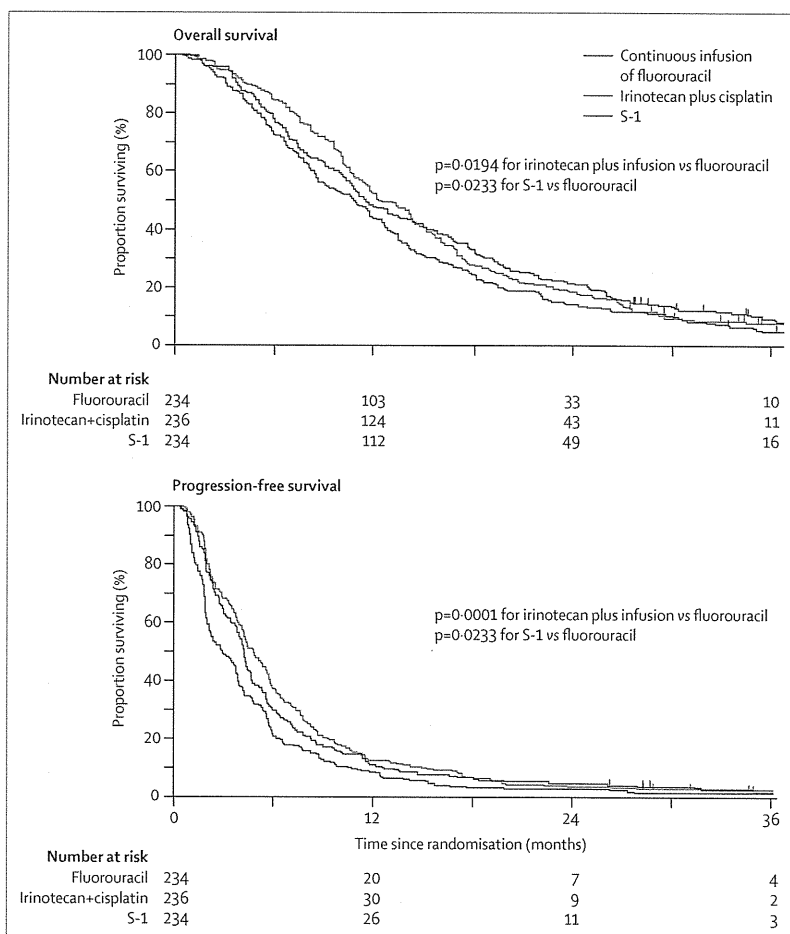 Overall survival
100
80
60
40
20
0
Proportion surviving (%)
Continuous infusion
of fluorouracil
Irinotecan plus cisplatin
S-1
p=0·0194 for irinotecan plus infusion vs fluorouracil
p=0·0233 for S-1 vs fluorouracil
Number at risk
Fluorouracil 234 103 33 10
Irinotecan+cisplatin 236 124 43 11
S-1 234 112 49 16
Progression-free survival
100
80
60
40
20
0
Proportion surviving (%)
p=0·0001 for irinotecan plus infusion vs fluorouracil
p=0·0233 for S-1 vs fluorouracil
0 12 24 36
Time since randomisation (months)
Number at risk
Fluorouracil 234 20 7 4
Irinotecan+cisplatin 236 30 9 2
S-1 234 26 11 3